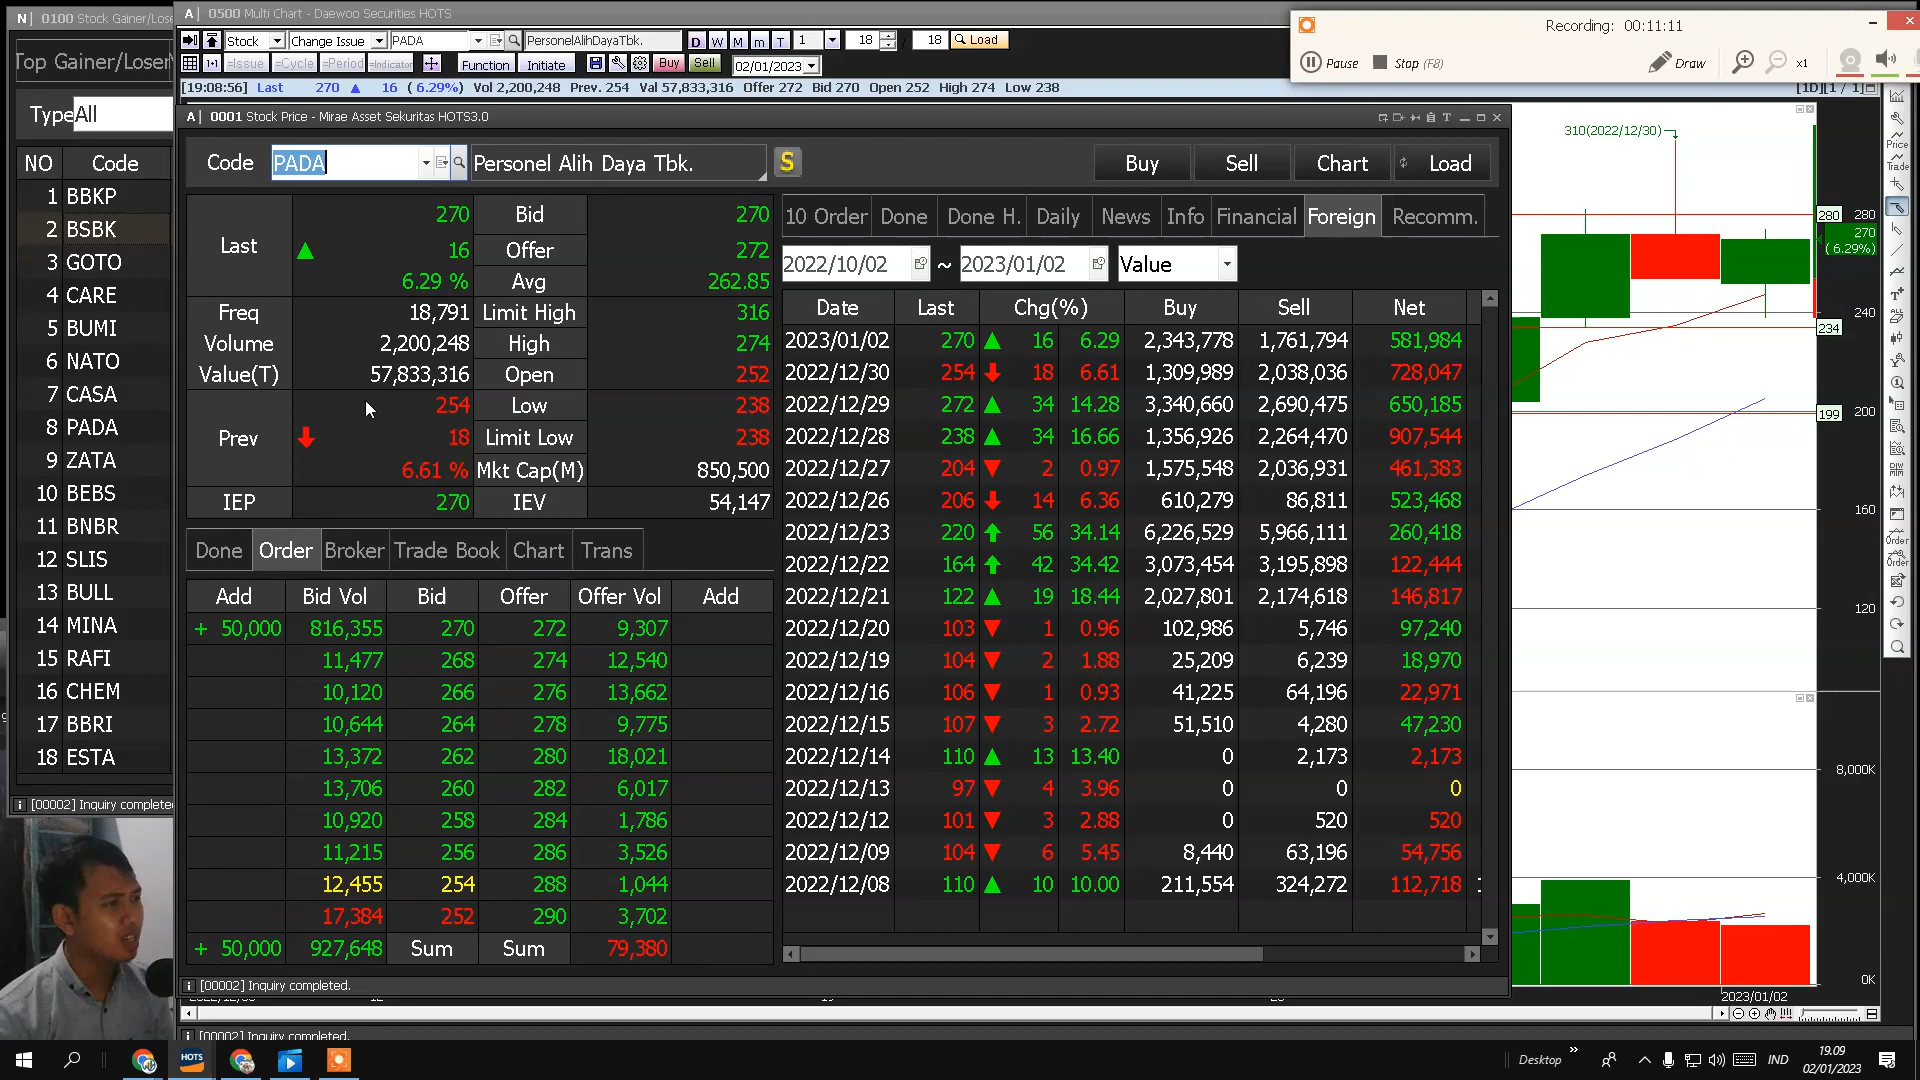 N 0100 Stock Gainer/Lose
A 0500 Multi Chart - Daewoo Securities HOTS
Recording: 00:11:11
Pause Stop (F8) Draw x1
Top Gainer/Loser
Stock Change Issue PADA PersonelAlihDayaTbk. D W M m T 1 18 / 18 Load
=Issue =Cycle =Period =Indicator Function Initiate Buy Sell 02/01/2023
[19:08:56] Last 270 ▲ 16 ( 6.29%) Vol 2,200,248 Prev. 254 Val 57,833,316 Offer 272 Bid 270 Open 252 High 274 Low 238 [1D][1 / 1]
Type All
A 0001 Stock Price - Mirae Asset Sekuritas HOTS3.0
Code PADA Personel Alih Daya Tbk. S Buy Sell Chart Load
NO Code
1 BBKP
2 BSBK
3 GOTO
4 CARE
5 BUMI
6 NATO
7 CASA
8 PADA
9 ZATA
10 BEBS
11 BNBR
12 SLIS
13 BULL
14 MINA
15 RAFI
16 CHEM
17 BBRI
18 ESTA
[00002] Inquiry completed
Last 270 Bid 270
▲ 16 Offer 272
6.29 % Avg 262.85
Freq 18,791 Limit High 316
Volume 2,200,248 High 274
Value(T) 57,833,316 Open 252
Prev 254 Low 238
18 Limit Low 238
6.61 % Mkt Cap(M) 850,500
IEP 270 IEV 54,147
Done Order Broker Trade Book Chart Trans
Add Bid Vol Bid Offer Offer Vol Add
+ 50,000 816,355 270 272 9,307
11,477 268 274 12,540
10,120 266 276 13,662
10,644 264 278 9,775
13,372 262 280 18,021
13,706 260 282 6,017
10,920 258 284 1,786
11,215 256 286 3,526
12,455 254 288 1,044
17,384 252 290 3,702
+ 50,000 927,648 Sum Sum 79,380
10 Order Done Done H. Daily News Info Financial Foreign Recomm.
2022/10/02 ~ 2023/01/02 Value
Date Last Chg(%) Buy Sell Net
2023/01/02 270 ▲ 16 6.29 2,343,778 1,761,794 581,984
2022/12/30 254 18 6.61 1,309,989 2,038,036 728,047
2022/12/29 272 ▲ 34 14.28 3,340,660 2,690,475 650,185
2022/12/28 238 ▲ 34 16.66 1,356,926 2,264,470 907,544
2022/12/27 204 ▼ 2 0.97 1,575,548 2,036,931 461,383
2022/12/26 206 14 6.36 610,279 86,811 523,468
2022/12/23 220 56 34.14 6,226,529 5,966,111 260,418
2022/12/22 164 42 34.42 3,073,454 3,195,898 122,444
2022/12/21 122 ▲ 19 18.44 2,027,801 2,174,618 146,817
2022/12/20 103 ▼ 1 0.96 102,986 5,746 97,240
2022/12/19 104 ▼ 2 1.88 25,209 6,239 18,970
2022/12/16 106 ▼ 1 0.93 41,225 64,196 22,971
2022/12/15 107 ▼ 3 2.72 51,510 4,280 47,230
2022/12/14 110 ▲ 13 13.40 0 2,173 2,173
2022/12/13 97 ▼ 4 3.96 0 0 0
2022/12/12 101 ▼ 3 2.88 0 520 520
2022/12/09 104 ▼ 6 5.45 8,440 63,196 54,756
2022/12/08 110 ▲ 10 10.00 211,554 324,272 112,718
[00002] Inquiry completed.
[00002] Inquiry completed.
310(2022/12/30)
280 280
270
( 6.29%)
240
234
200
199
160
120
8,000K
4,000K
0K
2023/01/02
Price
Trade
ALL
Order
Order
HOTS
Desktop » IND
19.09
02/01/2023